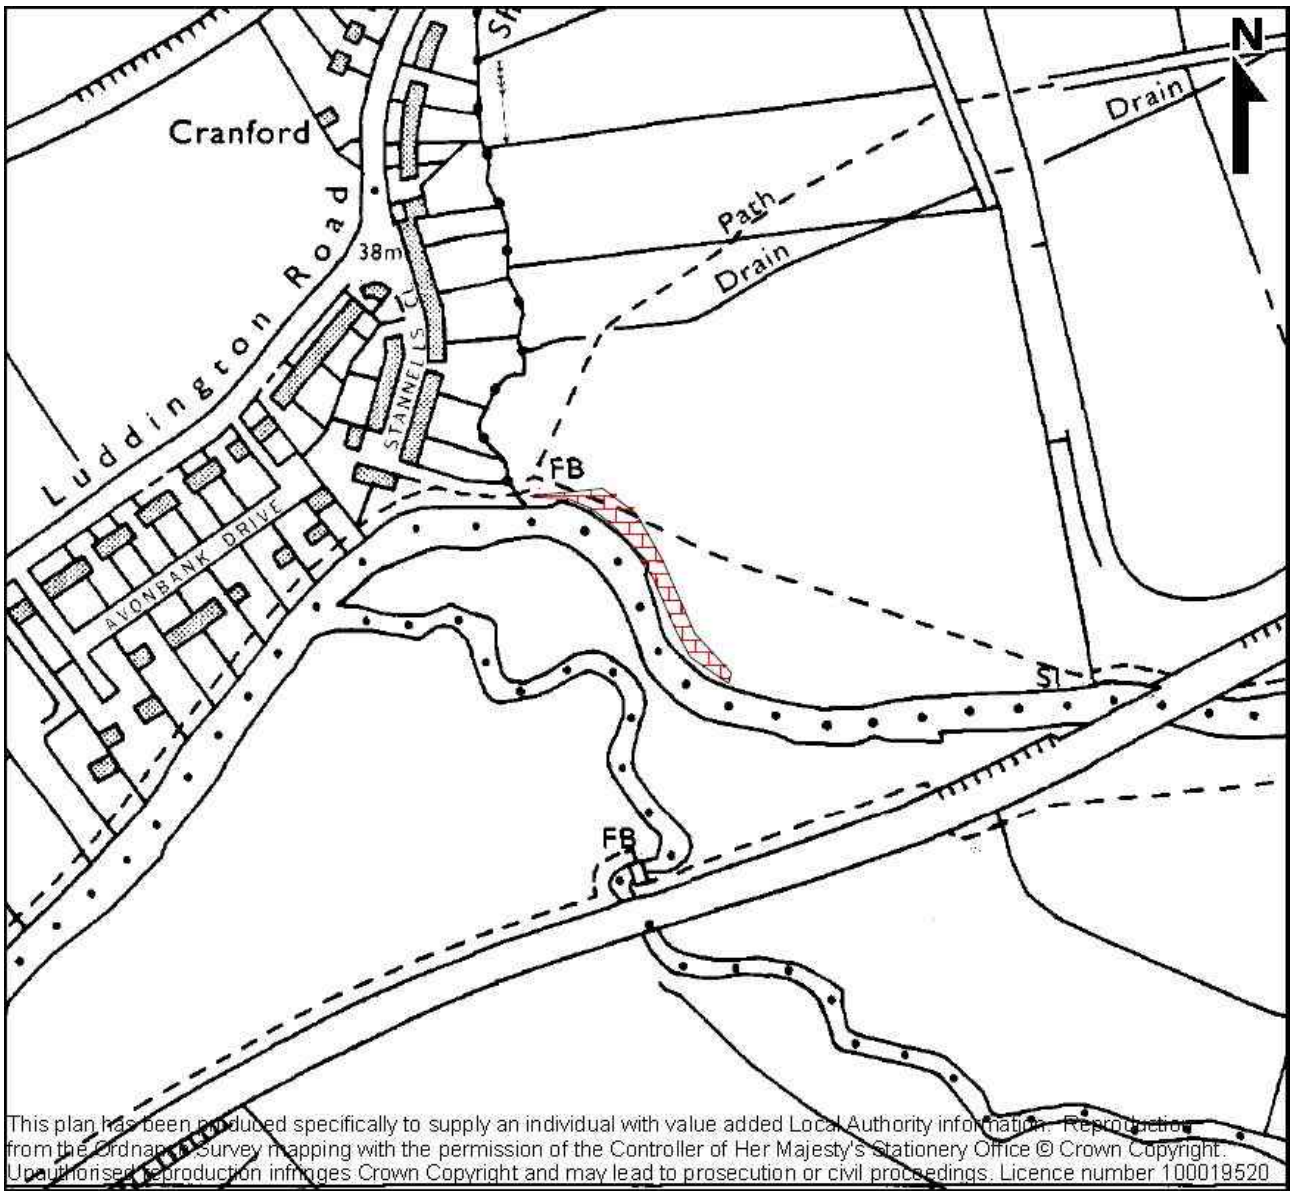 N
Sh
Cranford
Drain
Path
Drain
Luddington Road
38m
STANNELLS CL
FB
AVONBANK DRIVE
Sl
FB
This plan has been produced specifically to supply an individual with value added Local Authority information. Reproduction
from the Ordnance Survey mapping with the permission of the Controller of Her Majesty's Stationery Office © Crown Copyright.
Unauthorised reproduction infringes Crown Copyright and may lead to prosecution or civil proceedings. Licence number 100019520